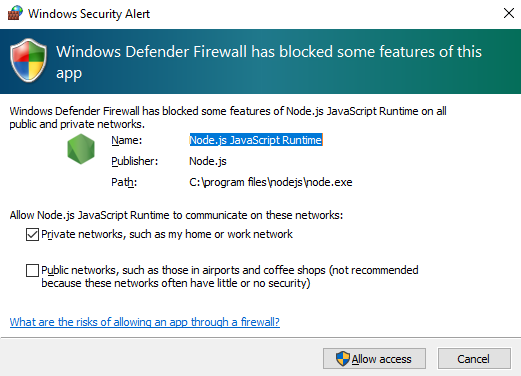 Windows Security Alert
Windows Defender Firewall has blocked some features of this
app
Windows Defender Firewall has blocked some features of Node.js JavaScript Runtime on all
public and private networks.
Name: Node.js JavaScript Runtime
Publisher: Node.js
Path: C:\program files\nodejs\node.exe
Allow Node.js JavaScript Runtime to communicate on these networks:
Private networks, such as my home or work network
Public networks, such as those in airports and coffee shops (not recommended
because these networks often have little or no security)
What are the risks of allowing an app through a firewall?
Allow access Cancel